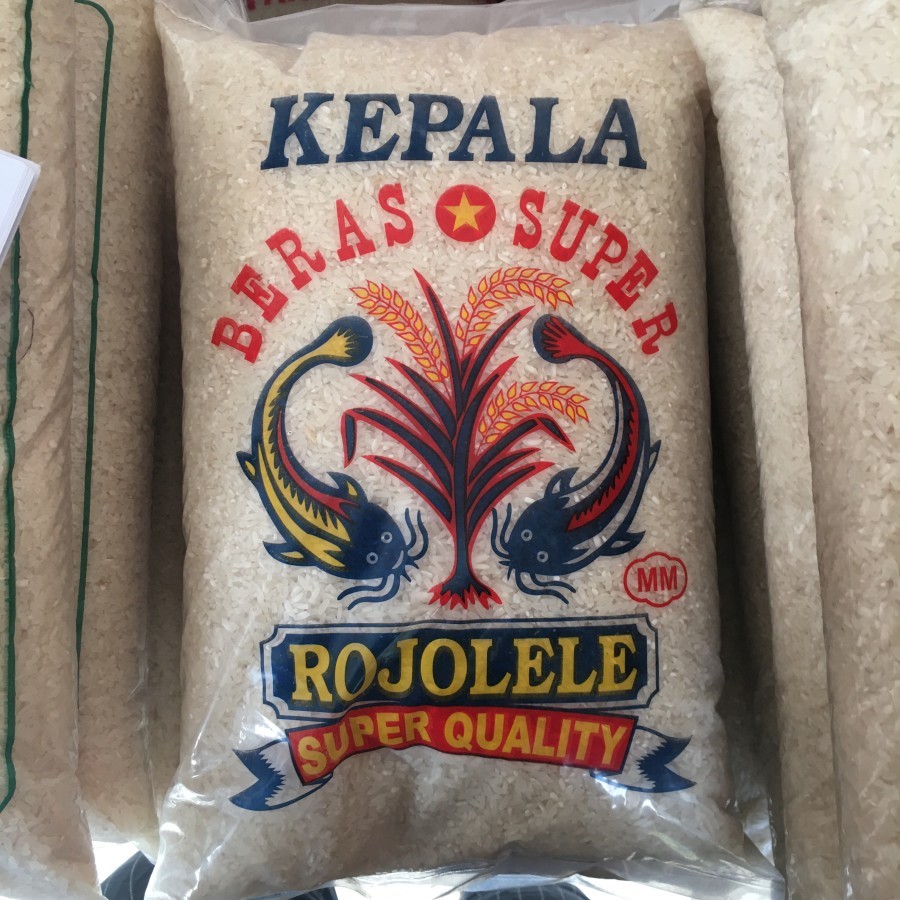 KEPALA
BERAS SUPER
MM
ROJOLELE
SUPER QUALITY